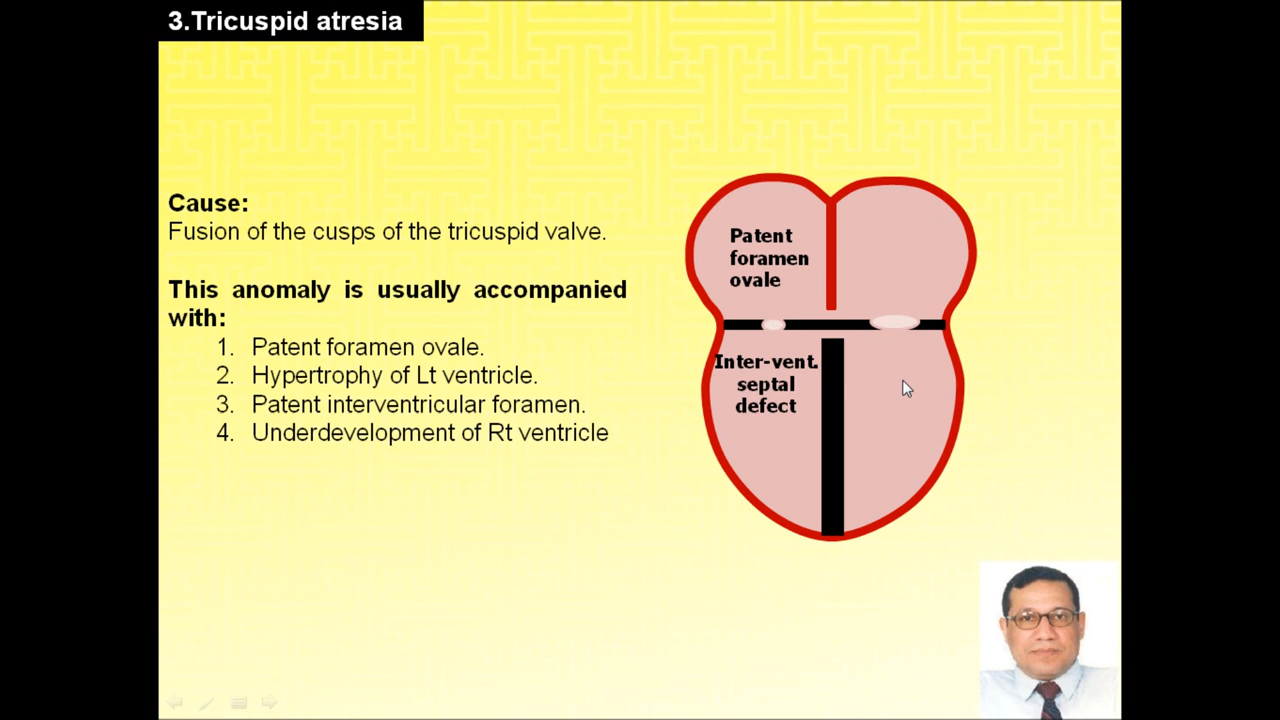 3.Tricuspid atresia
Cause:
Fusion of the cusps of the tricuspid valve.
This anomaly is usually accompanied
with:
1. Patent foramen ovale.
2. Hypertrophy of Lt ventricle.
3. Patent interventricular foramen.
4. Underdevelopment of Rt ventricle
Patent
foramen
ovale
Inter-vent.
septal
defect